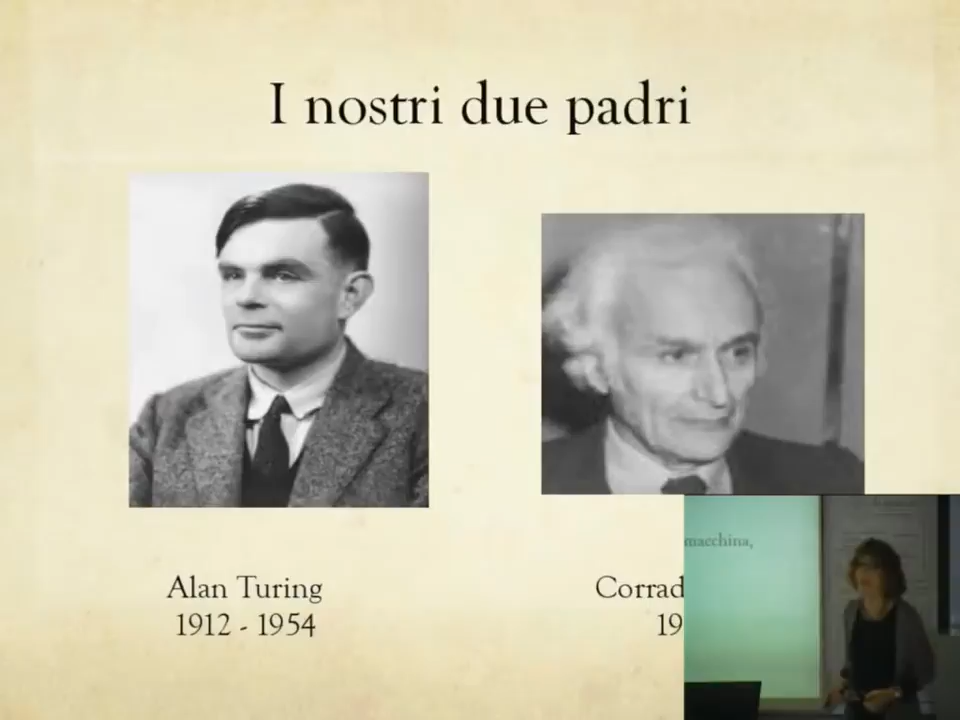 I nostri due padri
Alan Turing
1912 - 1954
Corrad
19
macchina,